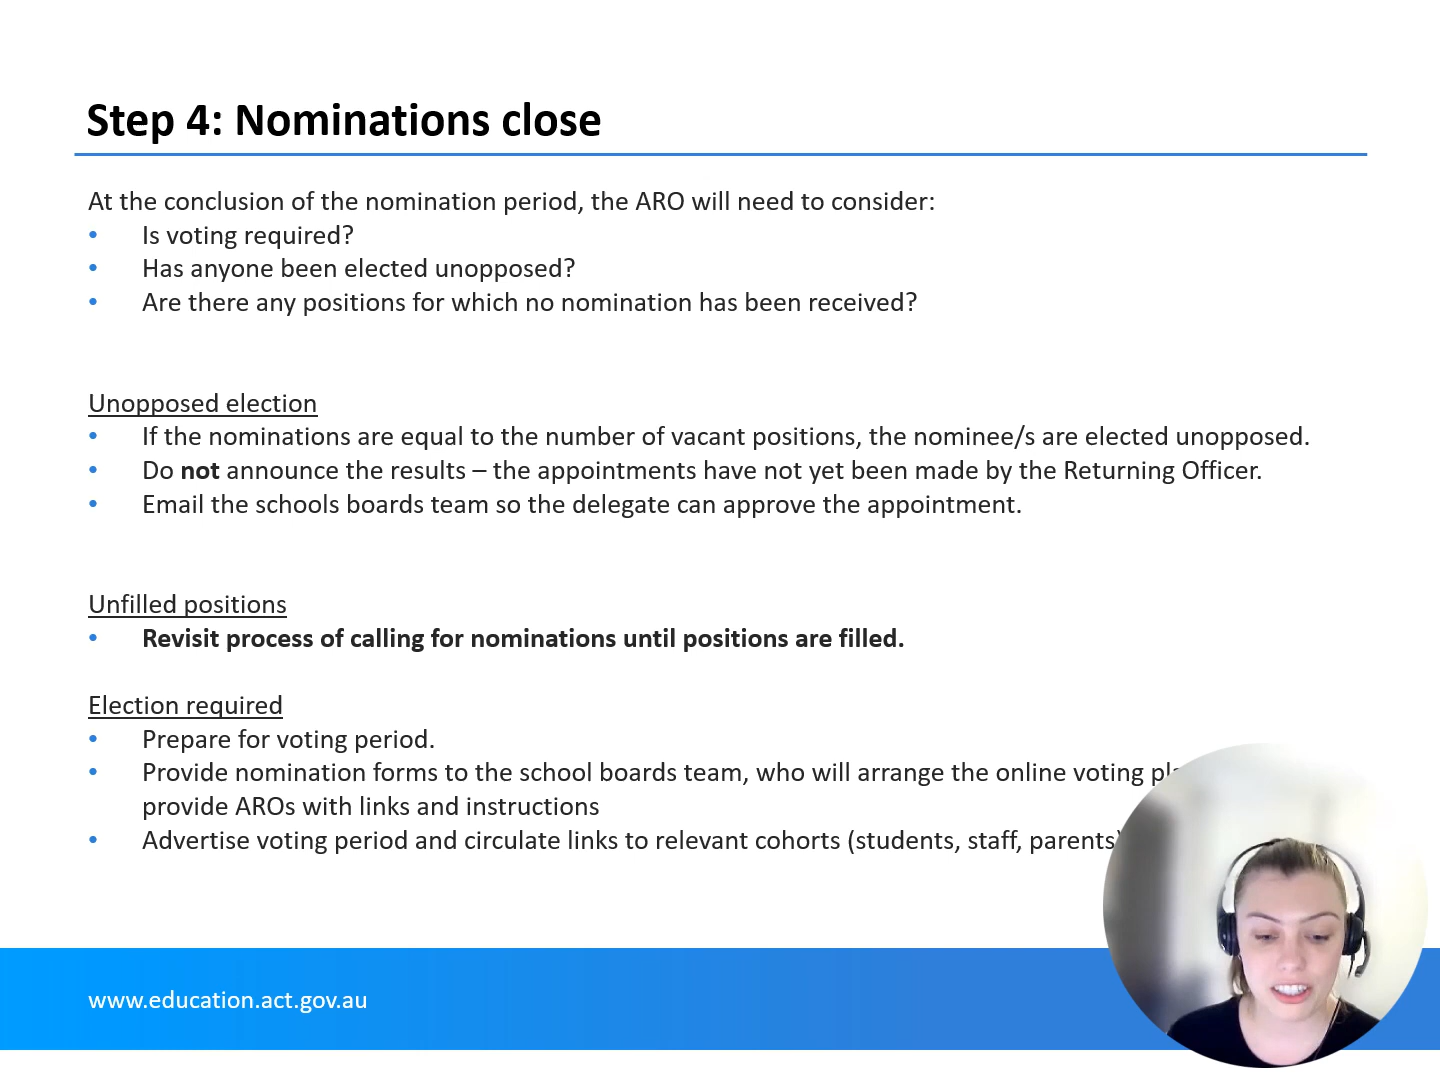 Step 4: Nominations close
At the conclusion of the nomination period, the ARO will need to consider:
• Is voting required?
• Has anyone been elected unopposed?
• Are there any positions for which no nomination has been received?
Unopposed election
• If the nominations are equal to the number of vacant positions, the nominee/s are elected unopposed.
• Do not announce the results – the appointments have not yet been made by the Returning Officer.
• Email the schools boards team so the delegate can approve the appointment.
Unfilled positions
• Revisit process of calling for nominations until positions are filled.
Election required
• Prepare for voting period.
• Provide nomination forms to the school boards team, who will arrange the online voting
provide AROs with links and instructions
• Advertise voting period and circulate links to relevant cohorts (students, staff, parents)
www.education.act.gov.au